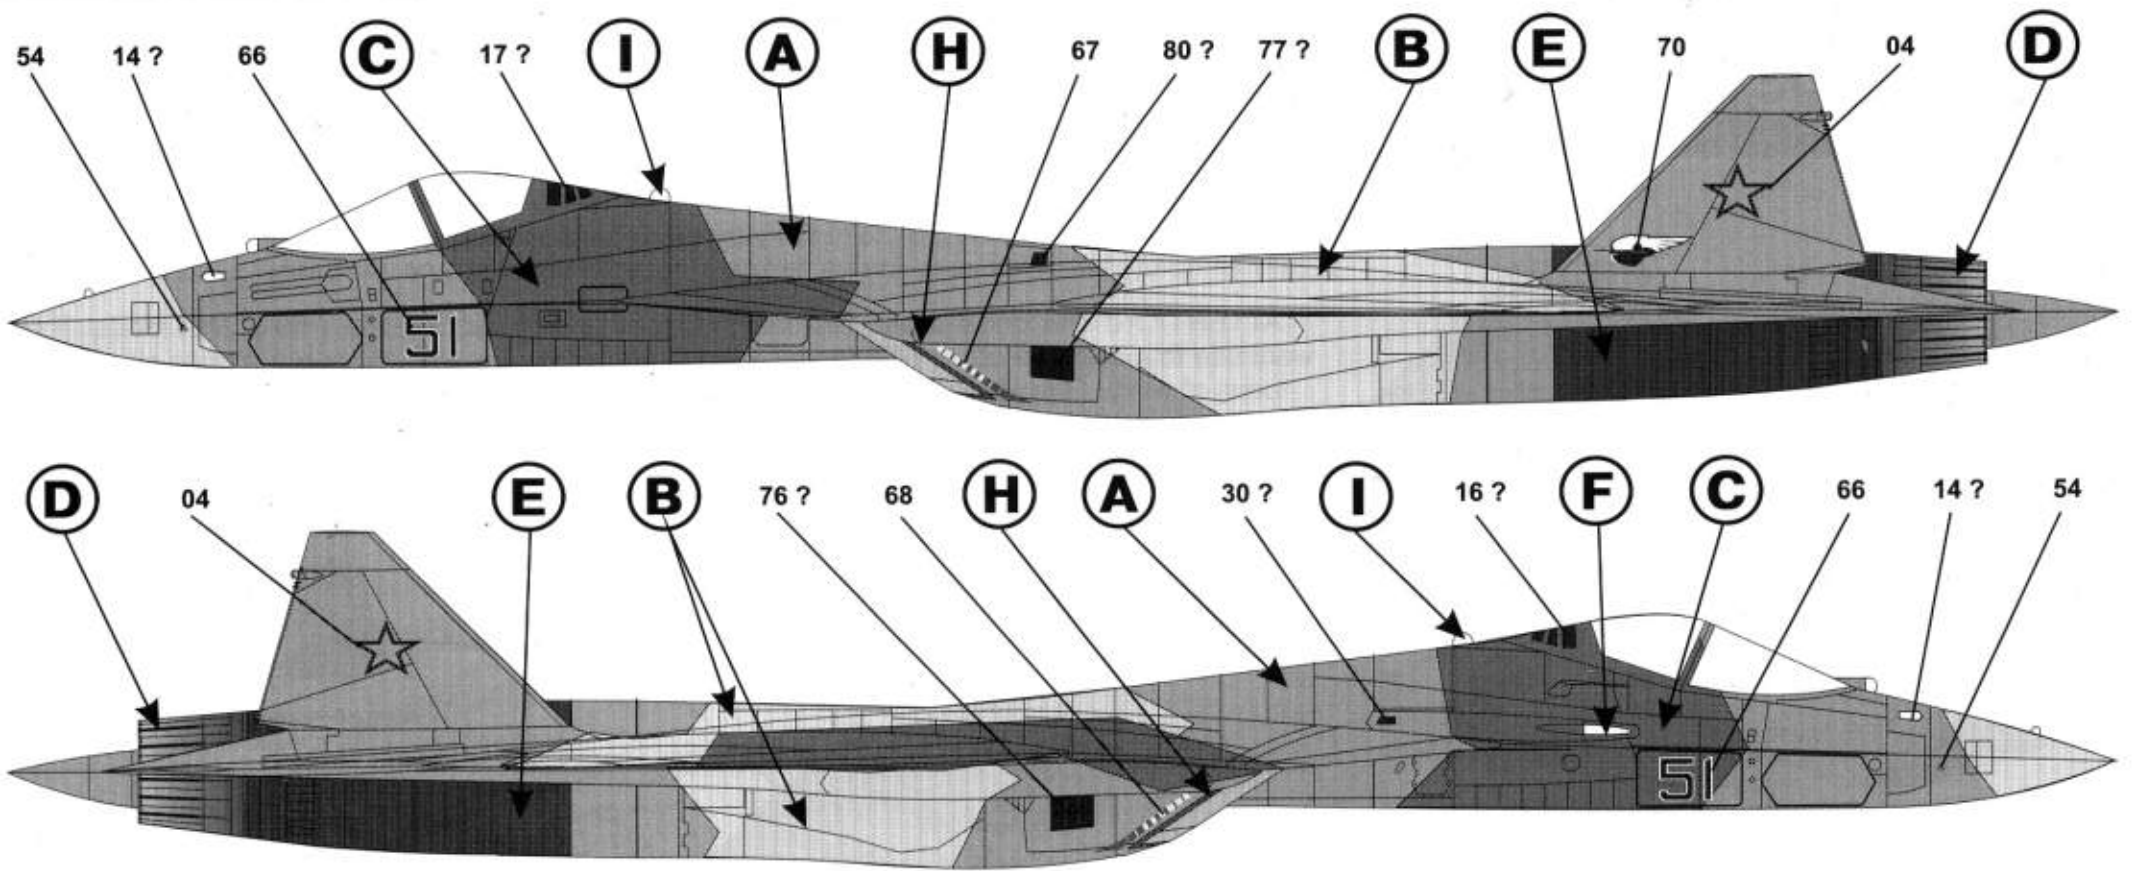 54 14 ? 66 C 17 ? I A H 67 80 ? 77 ? B E 70 04 D
51
D 04 E B 76 ? 68 H A 30 ? I 16 ? F C 66 14 ? 54
51